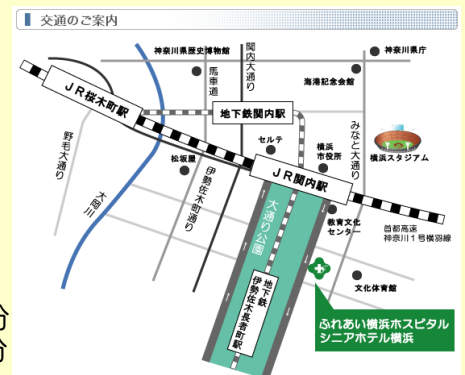 交通のご案内
神奈川県歴史博物館
関内大通り
神奈川県庁
馬車道
海港記念会館
JR桜木町駅
地下鉄関内駅
みなと大通り
野毛大通り
セルテ
横浜
市役所
横浜スタジアム
松坂屋
伊勢佐木町通り
JR関内駅
大岡川
大通り公園
教育文化
センター
首都高速
神奈川1号横羽線
地下鉄
伊勢佐木長者町駅
文化体育館
分
分
ふれあい横浜ホスピタル
シニアホテル横浜